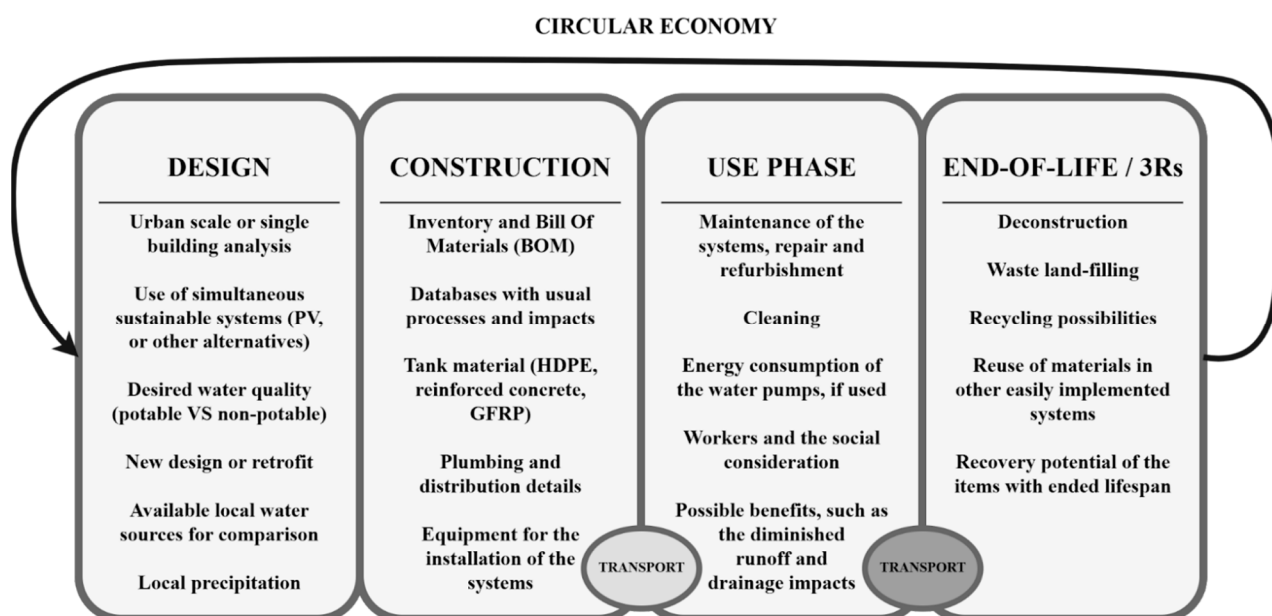 CIRCULAR ECONOMY
DESIGN
Urban scale or single
building analysis
Use of simultaneous
sustainable systems (PV,
or other alternatives)
Desired water quality
(potable VS non-potable)
New design or retrofit
Available local water
sources for comparison
Local precipitation
CONSTRUCTION
Inventory and Bill Of
Materials (BOM)
Databases with usual
processes and impacts
Tank material (HDPE,
reinforced concrete,
GFRP)
Plumbing and
distribution details
Equipment for the
installation of the
systems
TRANSPORT
USE PHASE
Maintenance of the
systems, repair and
refurbishment
Cleaning
Energy consumption of
the water pumps, if used
Workers and the social
consideration
Possible benefits, such as
the diminished
runoff and
drainage impacts
TRANSPORT
END-OF-LIFE / 3Rs
Deconstruction
Waste land-filling
Recycling possibilities
Reuse of materials in
other easily implemented
systems
Recovery potential of the
items with ended lifespan